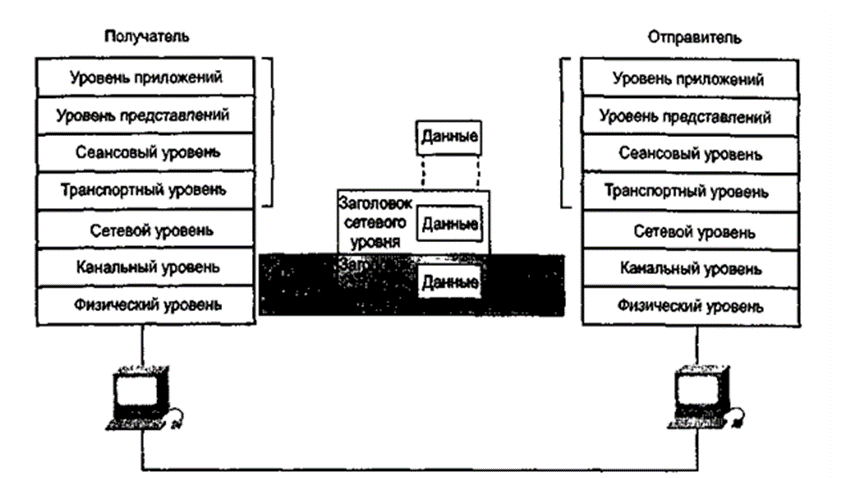 Получатель
Уровень приложений
Уровень представлений
Сеансовый уровень
Транспортный уровень
Сетевой уровень
Канальный уровень
Физический уровень
Данные
Заголовок
сетевого
уровня
Данные
Данные
Отправитель
Уровень приложений
Уровень представлений
Сеансовый уровень
Транспортный уровень
Сетевой уровень
Канальный уровень
Физический уровень